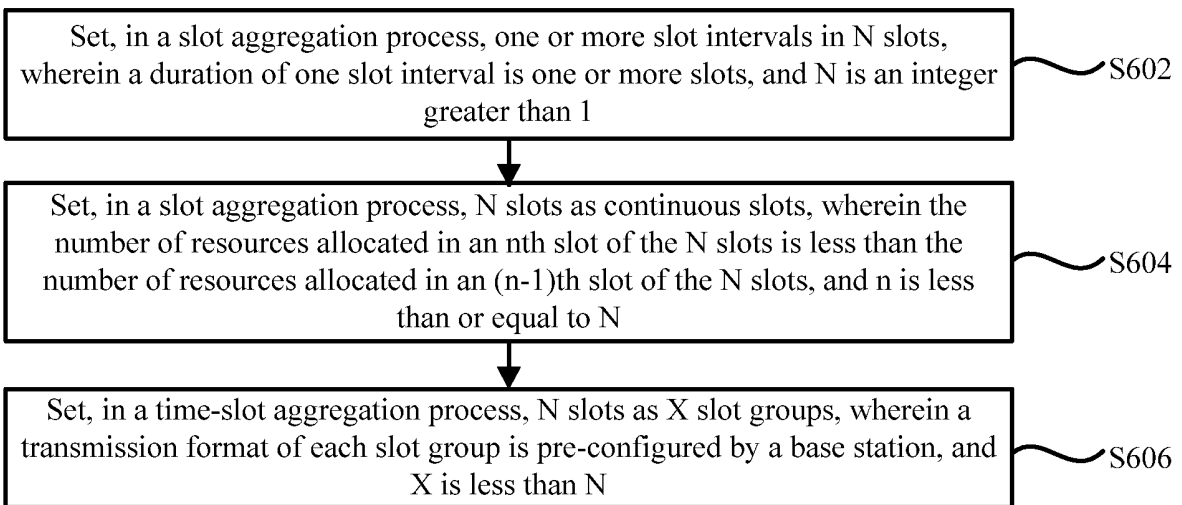 Set, in a slot aggregation process, one or more slot intervals in N slots,
wherein a duration of one slot interval is one or more slots, and N is an integer
greater than 1
S602
Set, in a slot aggregation process, N slots as continuous slots, wherein the
number of resources allocated in an nth slot of the N slots is less than the
number of resources allocated in an (n-1)th slot of the N slots, and n is less
than or equal to N
S604
Set, in a time-slot aggregation process, N slots as X slot groups, wherein a
transmission format of each slot group is pre-configured by a base station, and
X is less than N
S606